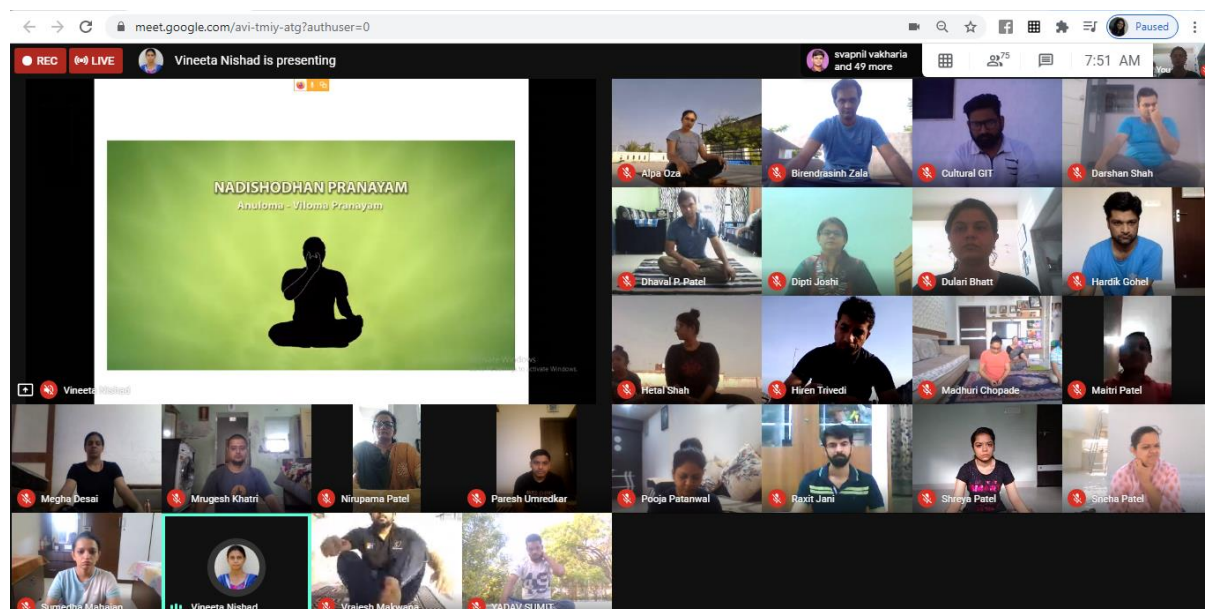 meet.google.com/avi-tmiy-atg?authuser=0
Paused
REC
LIVE
Vineeta Nishad is presenting
svapnil vakharia
and 49 more
75
7:51 AM
You
NADISHODHAN PRANAYAM
Anuloma - Viloma Pranayam
Activate Windows
Vineeta Nishad
Alpa Oza
Birendrasinh Zala
Cultural GIT
Darshan Shah
Dhaval P. Patel
Dipti Joshi
Dulari Bhatt
Hardik Gohel
Hetal Shah
Hiren Trivedi
Madhuri Chopade
Maitri Patel
Megha Desai
Mrugesh Khatri
Nirupama Patel
Paresh Umredkar
Pooja Patanwal
Raxit Jani
Shreya Patel
Sneha Patel
Sumedha Mahajan
Vineeta Nishad
Vrajesh Makwana
YADAV SUMIT